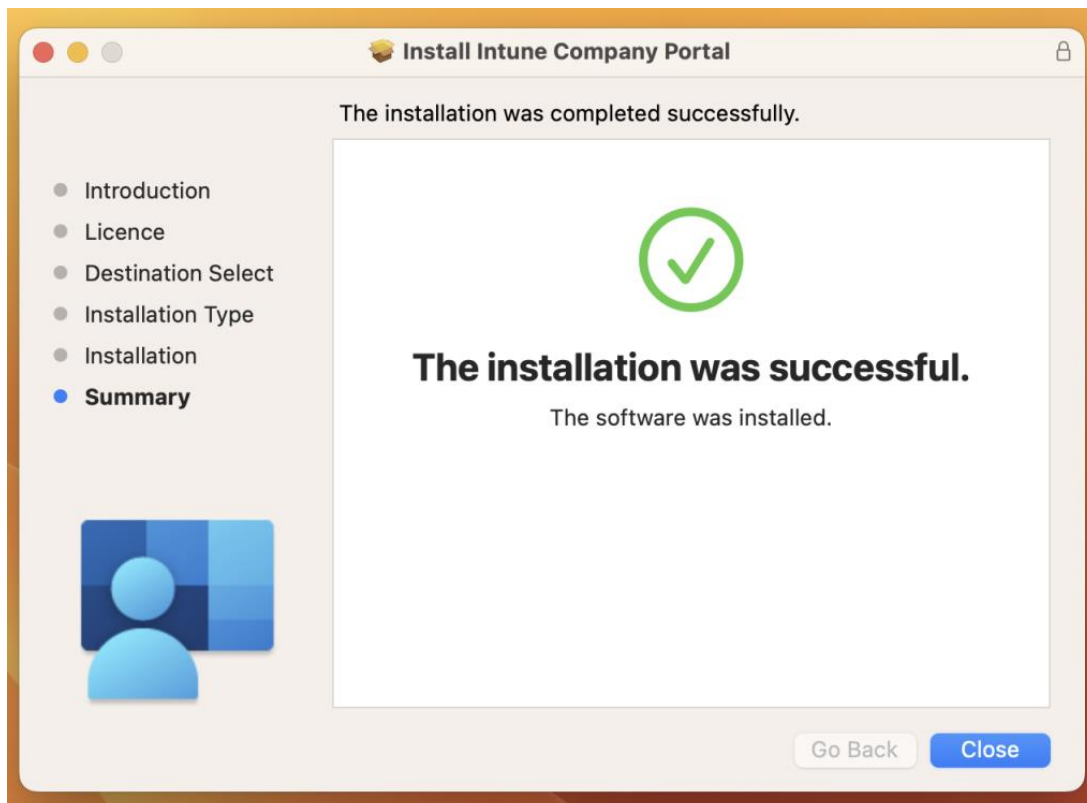 Install Intune Company Portal
The installation was completed successfully.
Introduction
Licence
Destination Select
Installation Type
Installation
Summary
The installation was successful.
The software was installed.
Go Back
Close